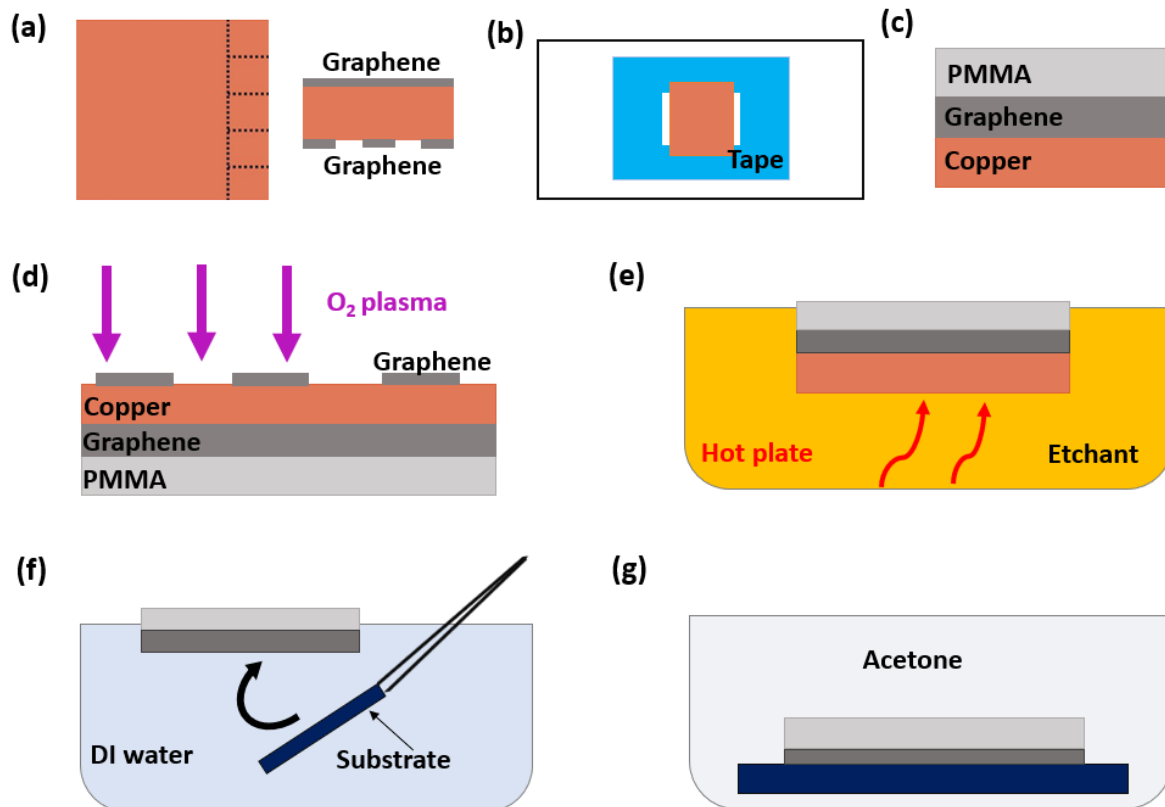 (a)
Graphene
Graphene
(b)
Tape
(c)
PMMA
Graphene
Copper
(d)
O₂ plasma
Graphene
Copper
Graphene
PMMA
(e)
Hot plate
Etchant
(f)
DI water
Substrate
(g)
Acetone